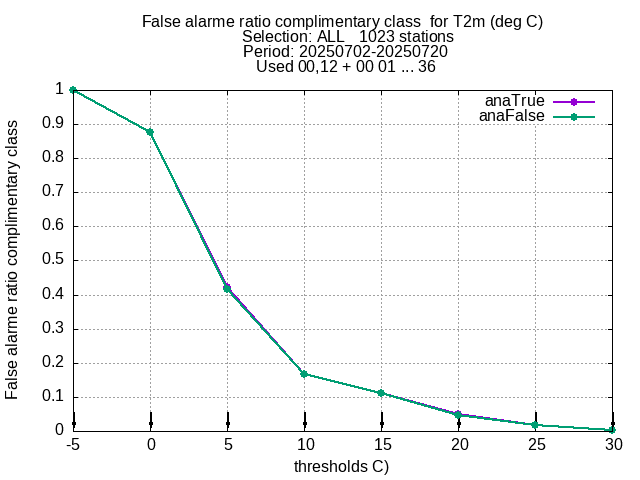 False alarme ratio complimentary class  for T2m (deg C)
Selection: ALL   1023 stations
Period: 20250702-20250720
Used 00,12 + 00 01 ... 36
anaTrue
anaFalse
1
0.9
0.8
0.7
0.6
0.5
0.4
0.3
0.2
0.1
0
False alarme ratio complimentary class
-5 0 5 10 15 20 25 30
thresholds C)